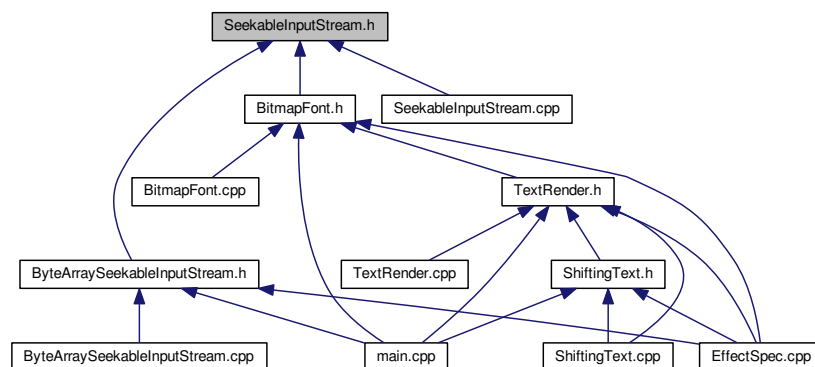 SeekableInputStream.h
BitmapFont.h
SeekableInputStream.cpp
BitmapFont.cpp
TextRender.h
ByteArraySeekableInputStream.h
TextRender.cpp
ShiftingText.h
ByteArraySeekableInputStream.cpp
main.cpp
ShiftingText.cpp
EffectSpec.cpp